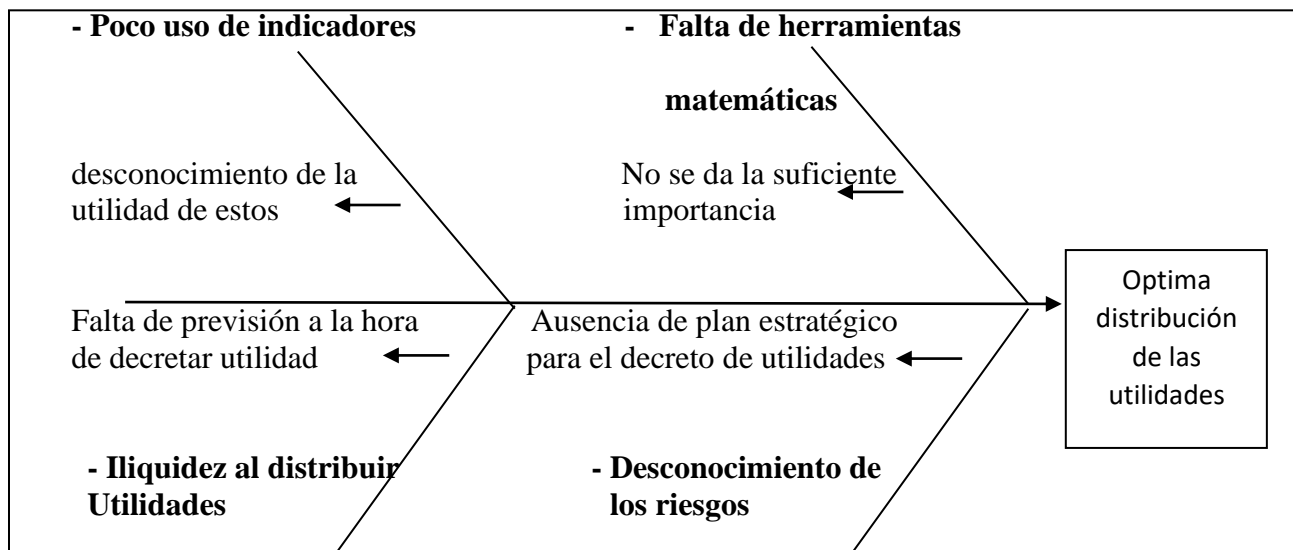 - Poco uso de indicadores
- Falta de herramientas
matemáticas
desconocimiento de la
utilidad de estos
No se da la suficiente
importancia
Falta de previsión a la hora
de decretar utilidad
Ausencia de plan estratégico
para el decreto de utilidades
Optima
distribución
de las
utilidades
- Iliquidez al distribuir
Utilidades
- Desconocimiento de
los riesgos